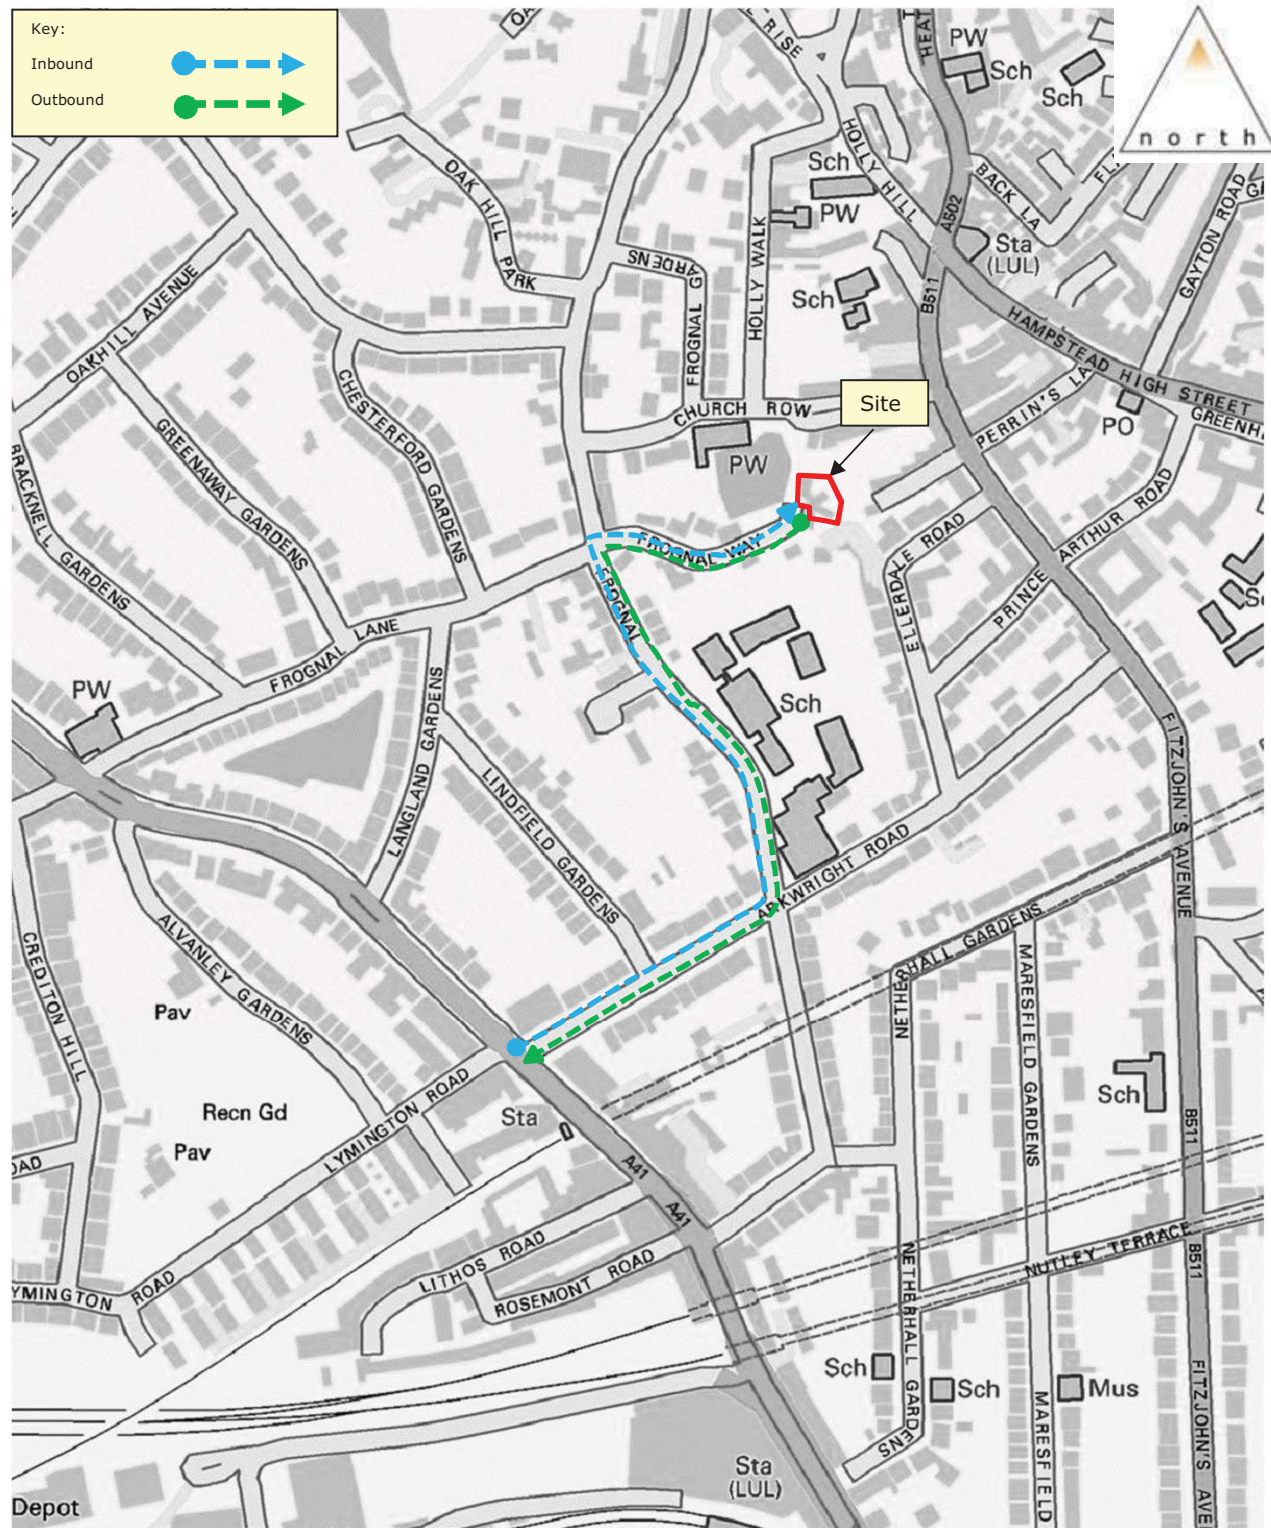 Key:
Inbound
Outbound
north
RISE
PW
Sch
Sch
HOLLY HILL
BACK LA
A502
Sch
PW
Sta
(LUL)
GAYTON ROAD
OAK HILL PARK
FROGNAL GARDENS
HOLLY WALK
Sch
B511
HAMPSTEAD HIGH STREET
OAKHILL AVENUE
CHESTERFORD GARDENS
GREENAWAY GARDENS
CHURCH ROW
Site
PERRIN'S LA
PO
PW
BRACKNELL GARDENS
FROGNAL WAY
FROGNAL
ELLERDALE ROAD
PRINCE ARTHUR ROAD
FROGNAL LANE
PW
Sch
LANGLAND GARDENS
LINDFIELD GARDENS
FITZJOHN'S AVENUE
ARKWRIGHT ROAD
CREDITON HILL
ALVANLEY GARDENS
NETHERHALL GARDENS
MARESFIELD GARDENS
Pav
Recn Gd
Pav
LYMINGTON ROAD
Sta
Sch
A41
A41
B511
LITHOS ROAD
ROSEMONT ROAD
NUTLEY TERRACE
B511
YMINGTON ROAD
NETHERHALL GARDENS
Sch
Sch
Mus
MARESFIELD
FITZJOHN'S AVE
Sta
(LUL)
Depot